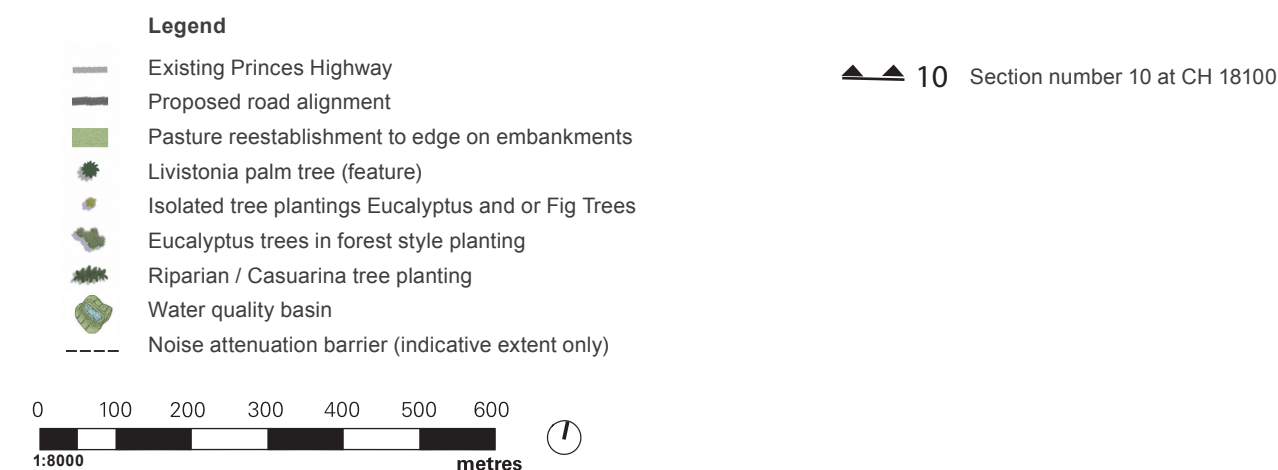 Legend
Existing Princes Highway
Proposed road alignment
Pasture reestablishment to edge on embankments
Livistonia palm tree (feature)
Isolated tree plantings Eucalyptus and or Fig Trees
Eucalyptus trees in forest style planting
Riparian / Casuarina tree planting
Water quality basin
Noise attenuation barrier (indicative extent only)
10 Section number 10 at CH 18100
0 100 200 300 400 500 600
1:8000 metres